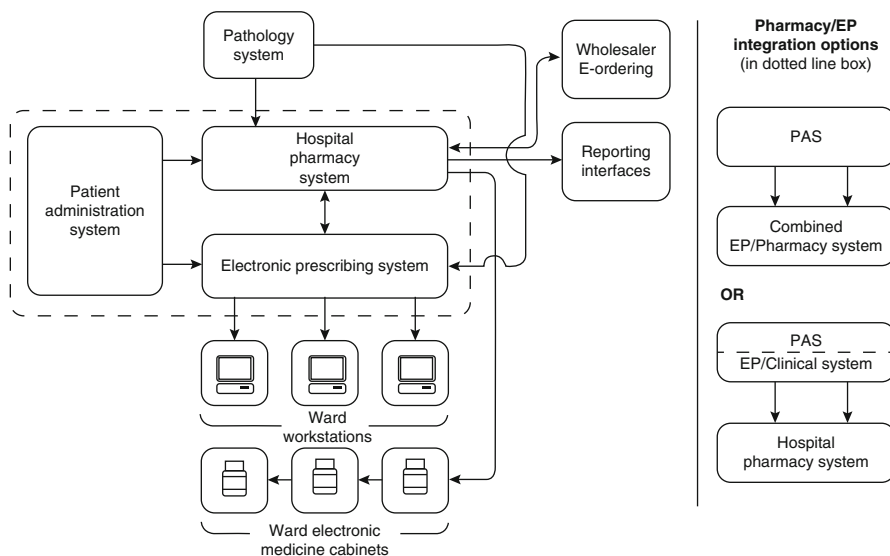 Pathology
system
Wholesaler
E-ordering
Hospital
pharmacy
system
Reporting
interfaces
Patient
administration
system
Electronic prescribing system
Ward
workstations
Ward electronic
medicine cabinets
Pharmacy/EP
integration options
(in dotted line box)
PAS
Combined
EP/Pharmacy system
OR
PAS
EP/Clinical system
Hospital
pharmacy system